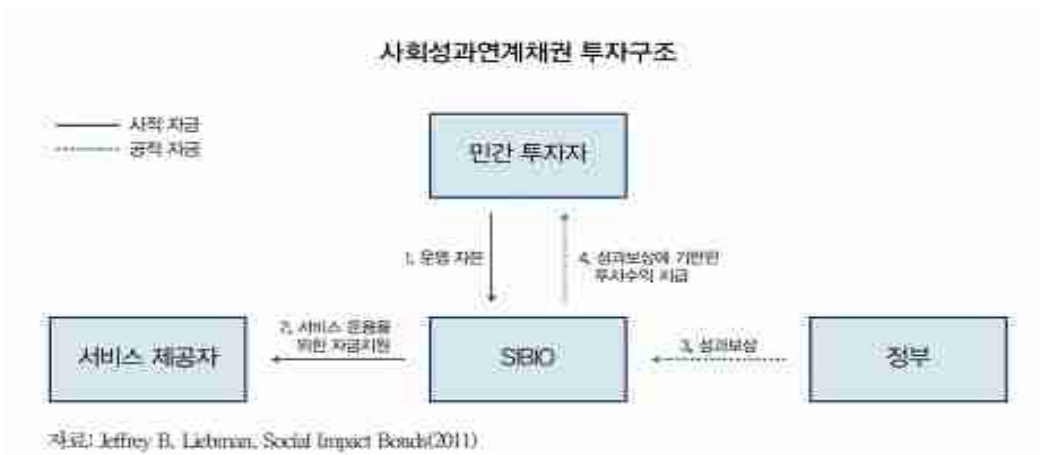 사회성과연계채권 투자구조
사적 자금
공적 자금
민간 투자자
1. 운영 자본
4. 성과보상에 기반한
투자수익 지급
서비스 제공자
2. 서비스 운용을
위한 자금지원
SIBIO
3. 성과보상
정부
자료: Jeffrey B. Liebman, Social Impact Bonds(2011)